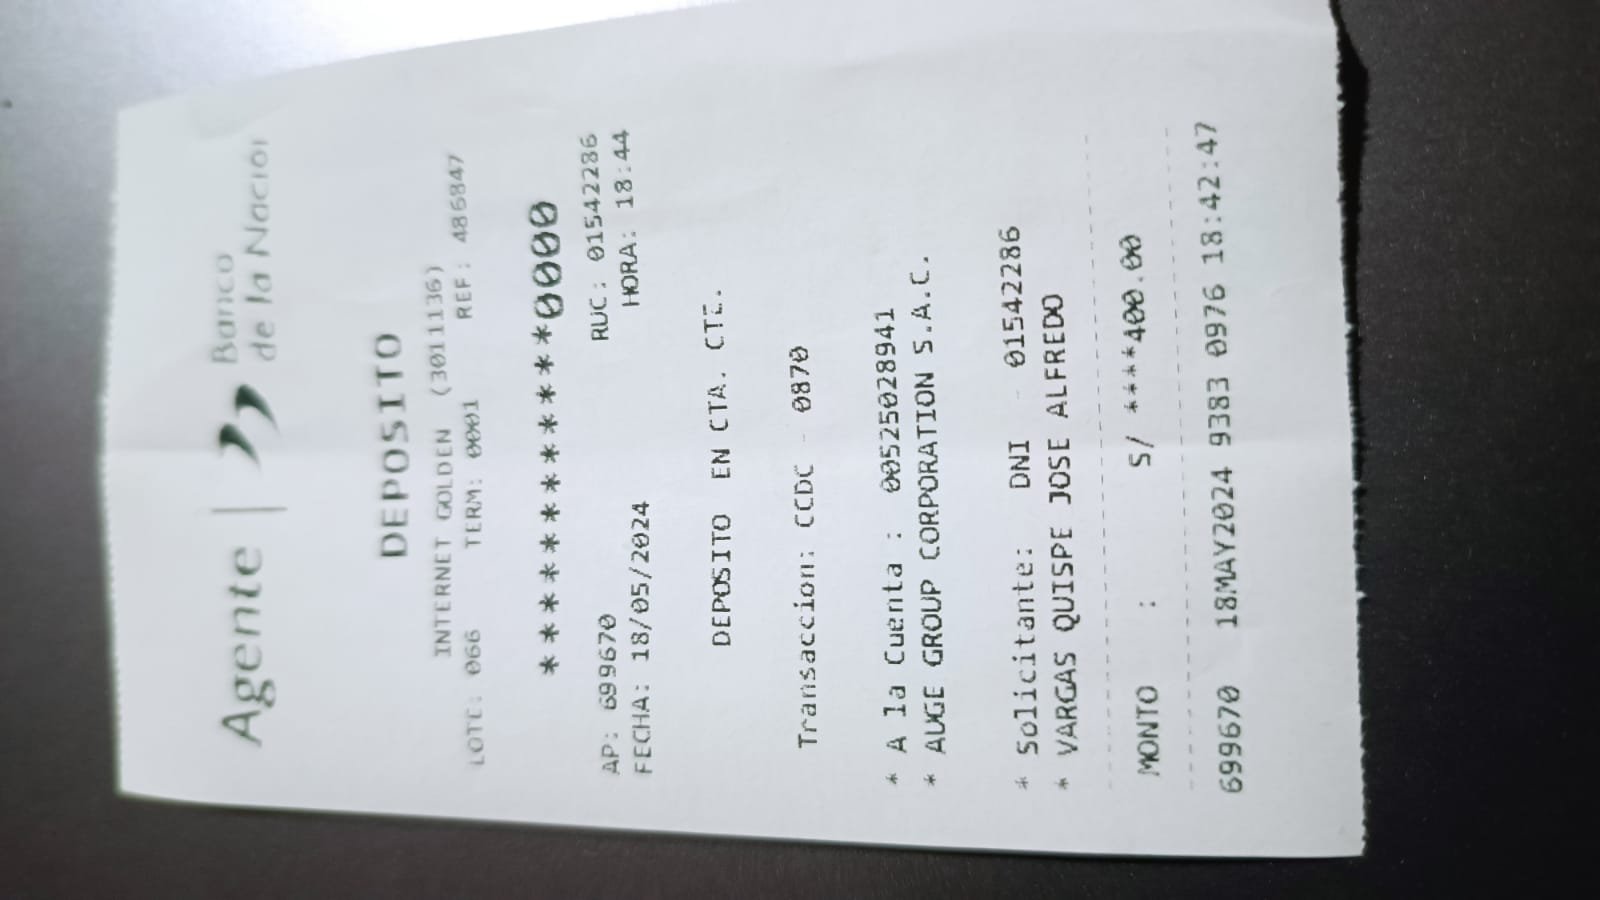 Agente | Banco
de la Nación
DEPOSITO
INTERNET GOLDEN (3011136)
LOTE: 066 TERM: 0001 REF: 486847
************0000
AP: 699670 RUC: 01542286
FECHA: 18/05/2024 HORA: 18:44
DEPOSITO EN CTA. CTE.
Transaccion: CCDC - 0870
* A la Cuenta : 00525028941
* AUGE GROUP CORPORATION S.A.C.
* Solicitante: DNI - 01542286
* VARGAS QUISPE JOSE ALFREDO
MONTO : S/ ****400.00
699670 18MAY2024 9383 0976 18:42:47